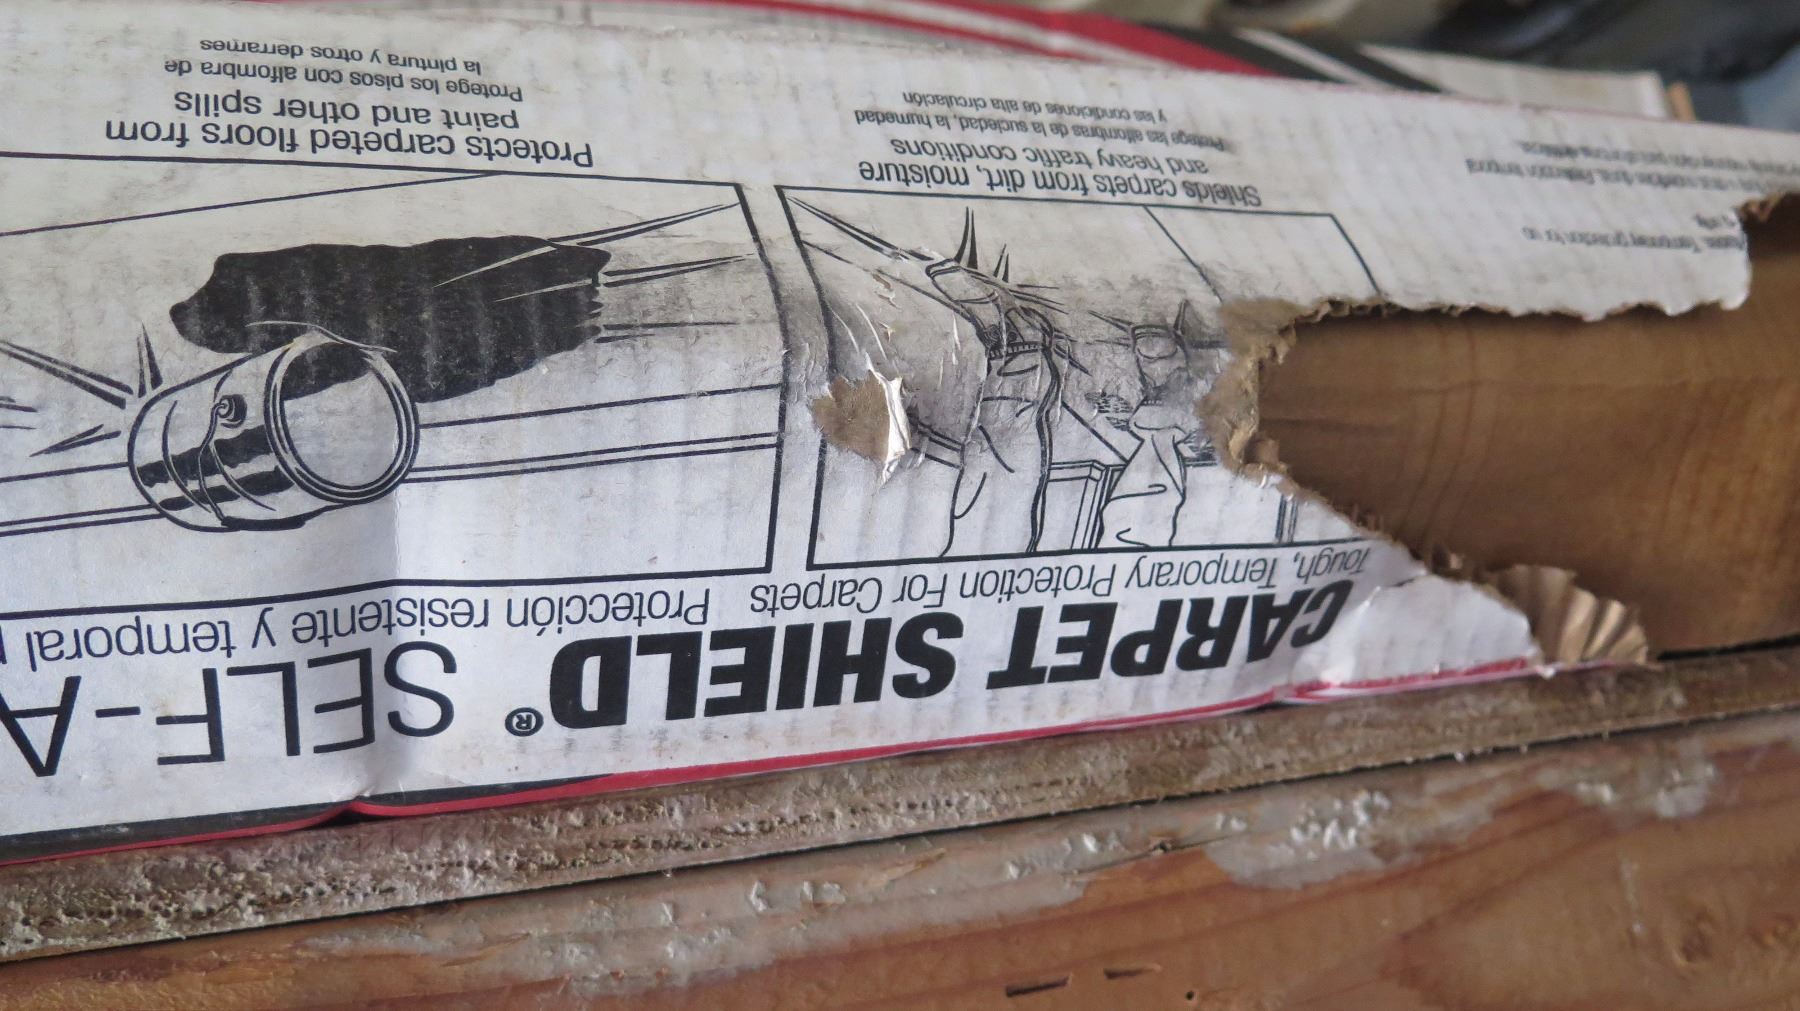 CARPET SHIELD® SELF-A
Tough, Temporary Protection For Carpets Protección resistente y temporal
Shields carpets from dirt, moisture
and heavy traffic conditions
Protege las alfombras de la suciedad, la humedad
y las condiciones de alta circulación
Protects carpeted floors from
paint and other spills
Protege los pisos con alfombra de
la pintura y otros derrames